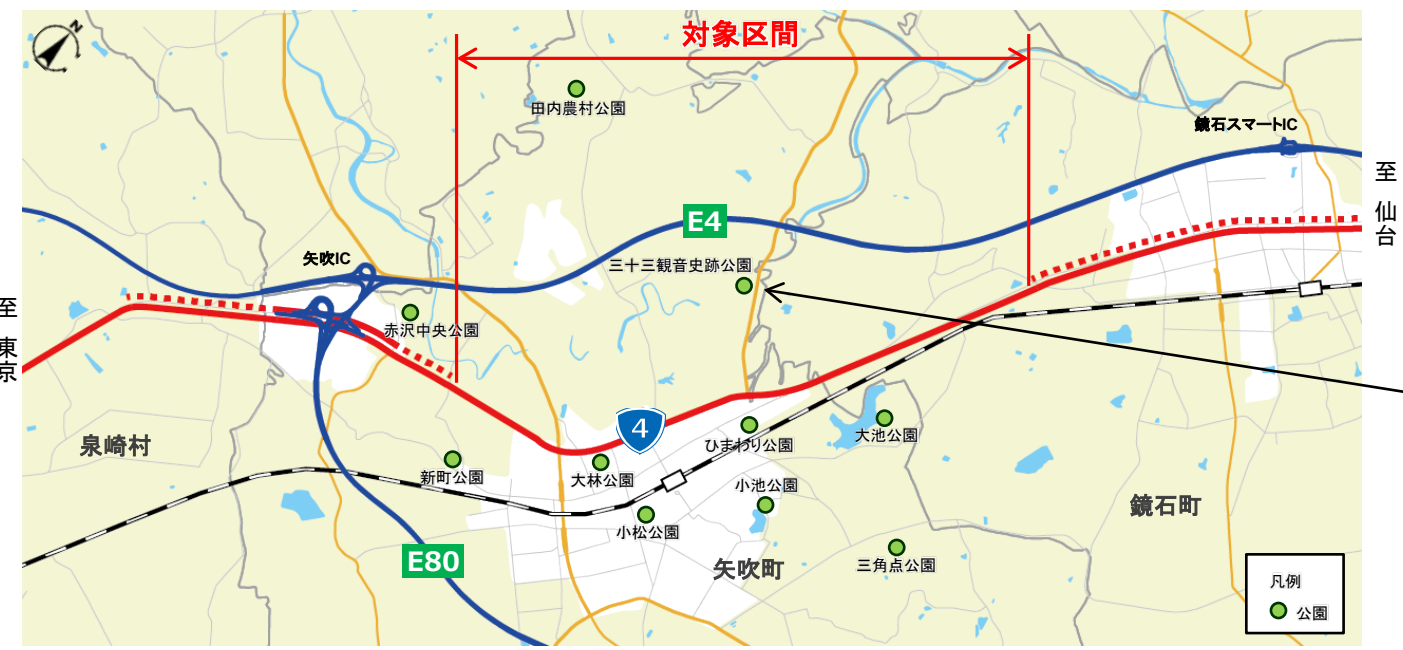 N
対象区間
田内農村公園
鏡石スマートIC
至 仙台
E4
三十三観音史跡公園
矢吹IC
赤沢中央公園
至 東京
4
ひまわり公園
大池公園
泉崎村
新町公園
大林公園
小池公園
鏡石町
小松公園
E80
矢吹町
三角点公園
凡例
公園